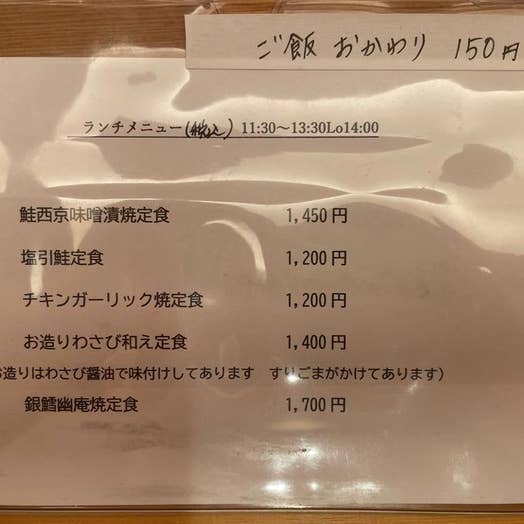 ご飯 おかわり 150円
ランチメニュー(税込) 11:30～13:30Lo14:00
鮭西京味噌漬焼定食 1,450円
塩引鮭定食 1,200円
チキンガーリック焼定食 1,200円
お造りわさび和え定食 1,400円
お造りはわさび醤油で味付けしてあります すりごまがかけてあります）
銀鱈幽庵焼定食 1,700円